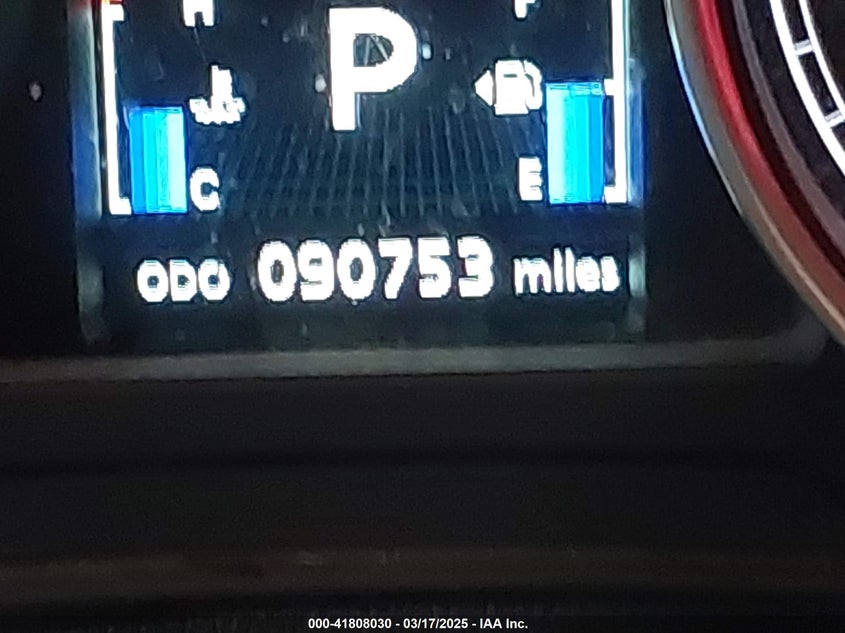 H P F
C E
ODO 090753 miles
000-41808030 - 03/17/2025 - IAA Inc.